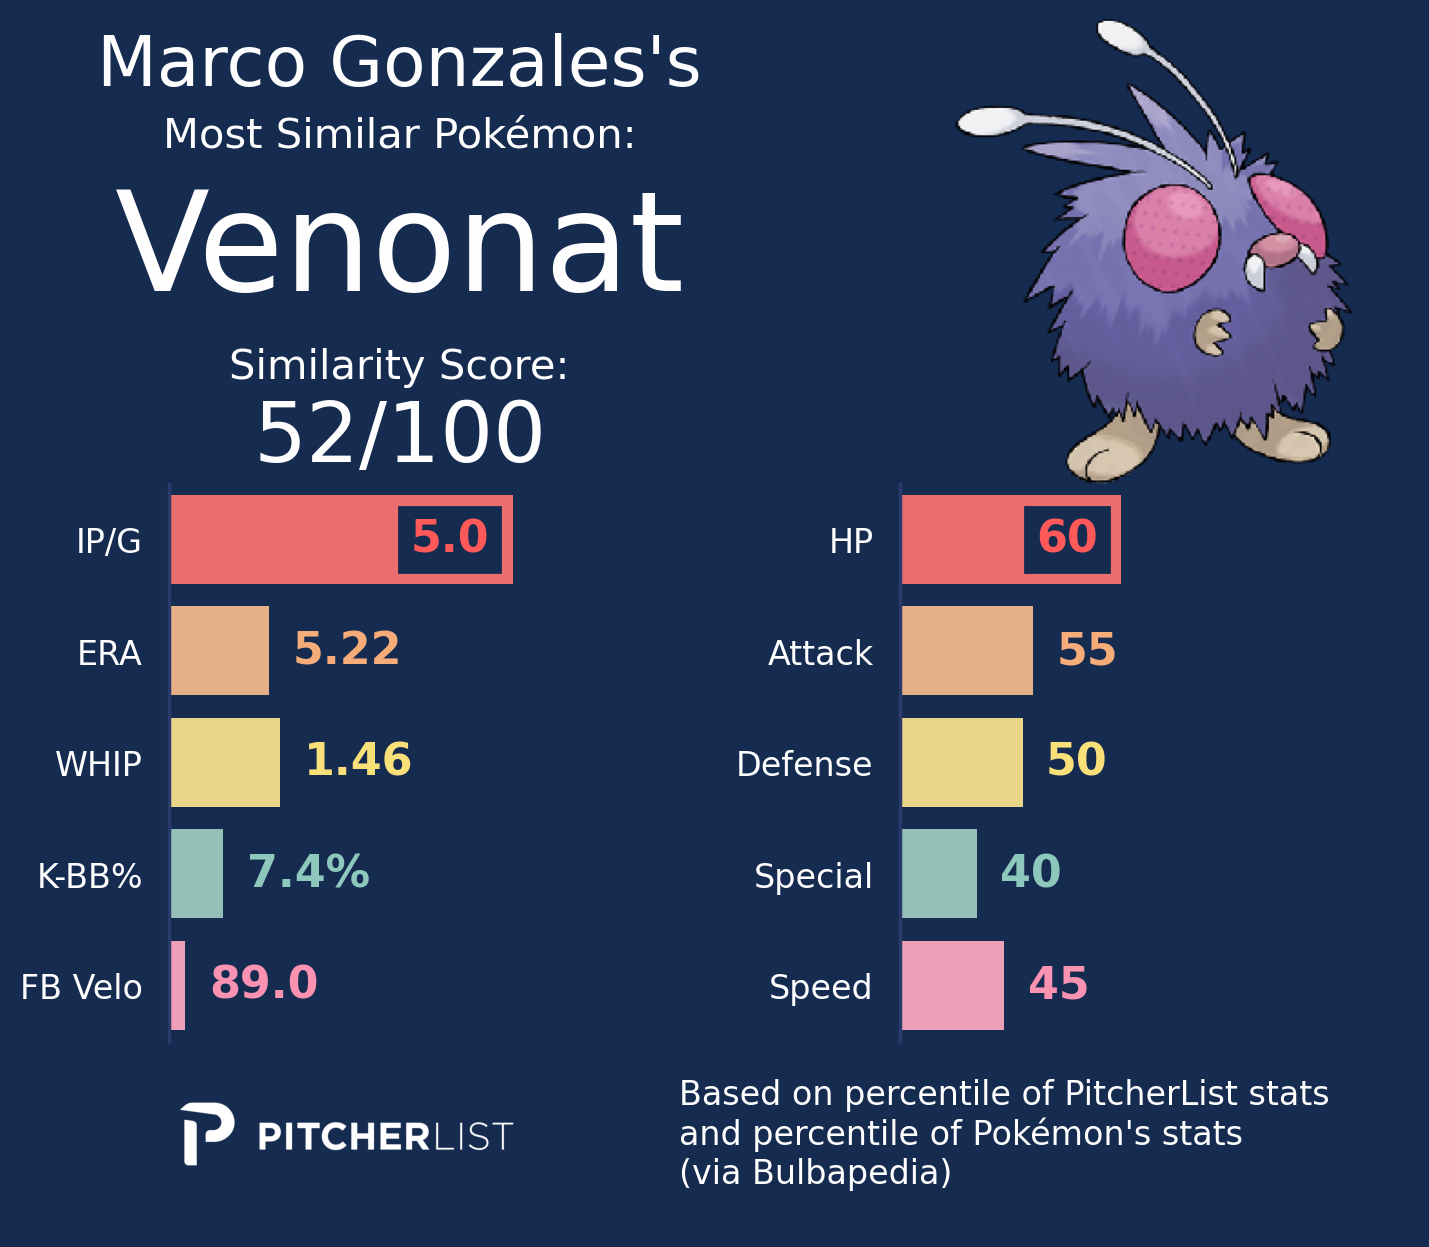 Marco Gonzales's
Most Similar Pokémon:
Venonat
Similarity Score:
52/100
IP/G 5.0
ERA 5.22
WHIP 1.46
K-BB% 7.4%
FB Velo 89.0
HP 60
Attack 55
Defense 50
Special 40
Speed 45
PITCHERLIST
Based on percentile of PitcherList stats
and percentile of Pokémon's stats
(via Bulbapedia)